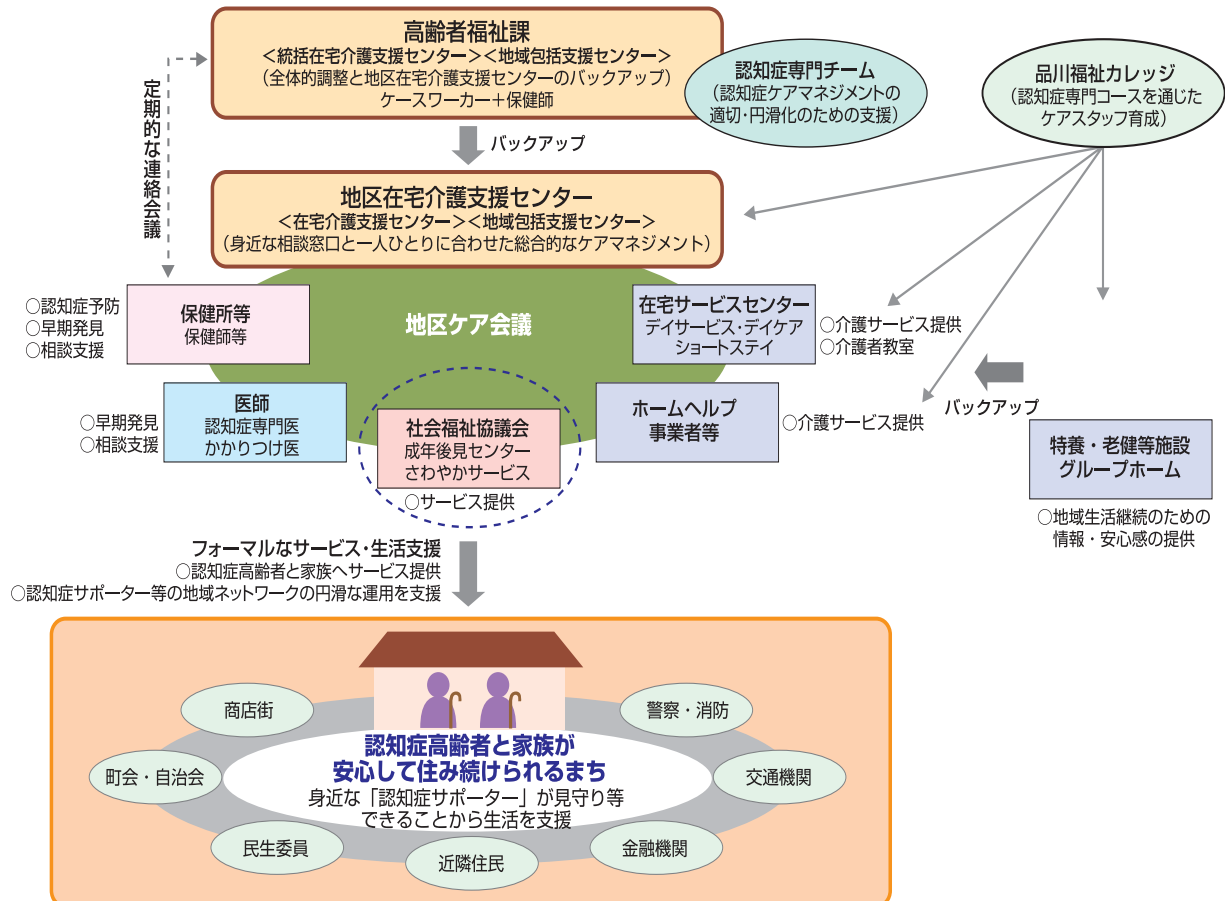 高齢者福祉課
＜統括在宅介護支援センター＞＜地域包括支援センター＞
（全体的調整と地区在宅介護支援センターのバックアップ）
ケースワーカー＋保健師
認知症専門チーム
（認知症ケアマネジメントの
適切・円滑化のための支援）
品川福祉カレッジ
（認知症専門コースを通じた
ケアスタッフ育成）
定期的な連絡会議
バックアップ
地区在宅介護支援センター
＜在宅介護支援センター＞＜地域包括支援センター＞
（身近な相談窓口と一人ひとりに合わせた総合的なケアマネジメント）
地区ケア会議
○認知症予防
○早期発見
○相談支援
保健所等
保健師等
在宅サービスセンター
デイサービス・デイケア
ショートステイ
○介護サービス提供
○介護者教室
○早期発見
○相談支援
医師
認知症専門医
かかりつけ医
社会福祉協議会
成年後見センター
さわやかサービス
○サービス提供
ホームヘルプ
事業者等
○介護サービス提供
バックアップ
特養・老健等施設
グループホーム
○地域生活継続のための
情報・安心感の提供
フォーマルなサービス・生活支援
○認知症高齢者と家族へサービス提供
○認知症サポーター等の地域ネットワークの円滑な運用を支援
商店街
警察・消防
町会・自治会
認知症高齢者と家族が
安心して住み続けられるまち
身近な「認知症サポーター」が見守り等
できることから生活を支援
交通機関
民生委員
近隣住民
金融機関